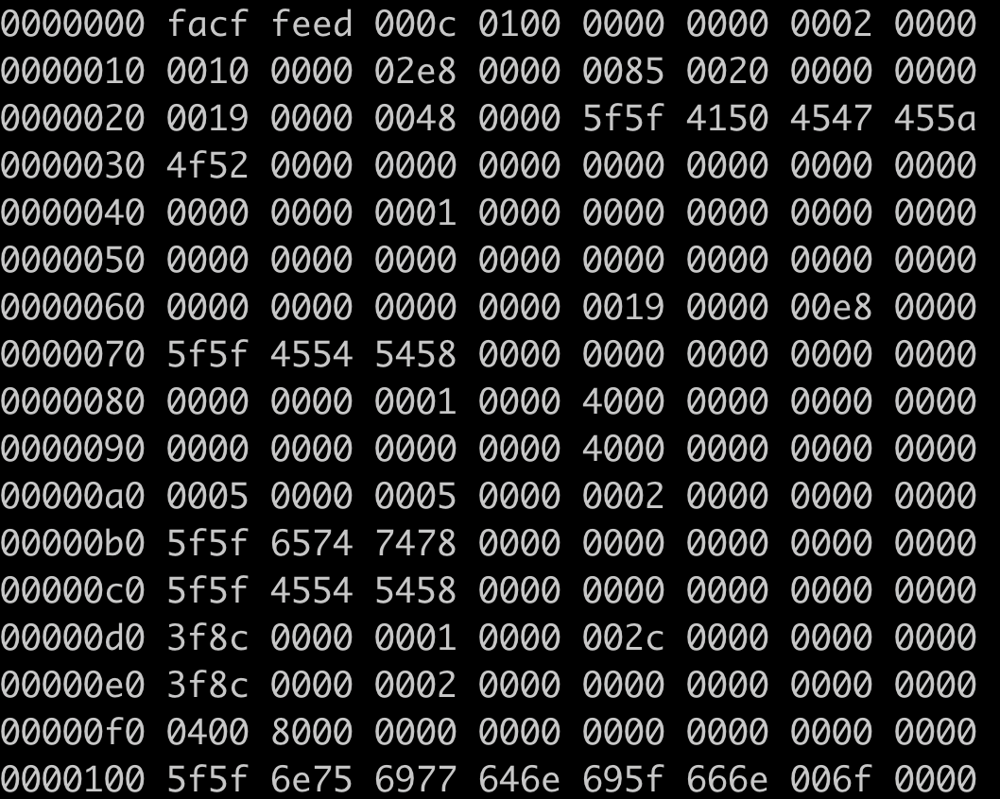 0000000 facf feed 000c 0100 0000 0000 0002 0000
0000010 0010 0000 02e8 0000 0085 0020 0000 0000
0000020 0019 0000 0048 0000 5f5f 4150 4547 455a
0000030 4f52 0000 0000 0000 0000 0000 0000 0000
0000040 0000 0000 0001 0000 0000 0000 0000 0000
0000050 0000 0000 0000 0000 0000 0000 0000 0000
0000060 0000 0000 0000 0000 0019 0000 00e8 0000
0000070 5f5f 4554 5458 0000 0000 0000 0000 0000
0000080 0000 0000 0001 0000 4000 0000 0000 0000
0000090 0000 0000 0000 0000 4000 0000 0000 0000
00000a0 0005 0000 0005 0000 0002 0000 0000 0000
00000b0 5f5f 6574 7478 0000 0000 0000 0000 0000
00000c0 5f5f 4554 5458 0000 0000 0000 0000 0000
00000d0 3f8c 0000 0001 0000 002c 0000 0000 0000
00000e0 3f8c 0000 0002 0000 0000 0000 0000 0000
00000f0 0400 8000 0000 0000 0000 0000 0000 0000
0000100 5f5f 6e75 6977 646e 695f 666e 006f 0000